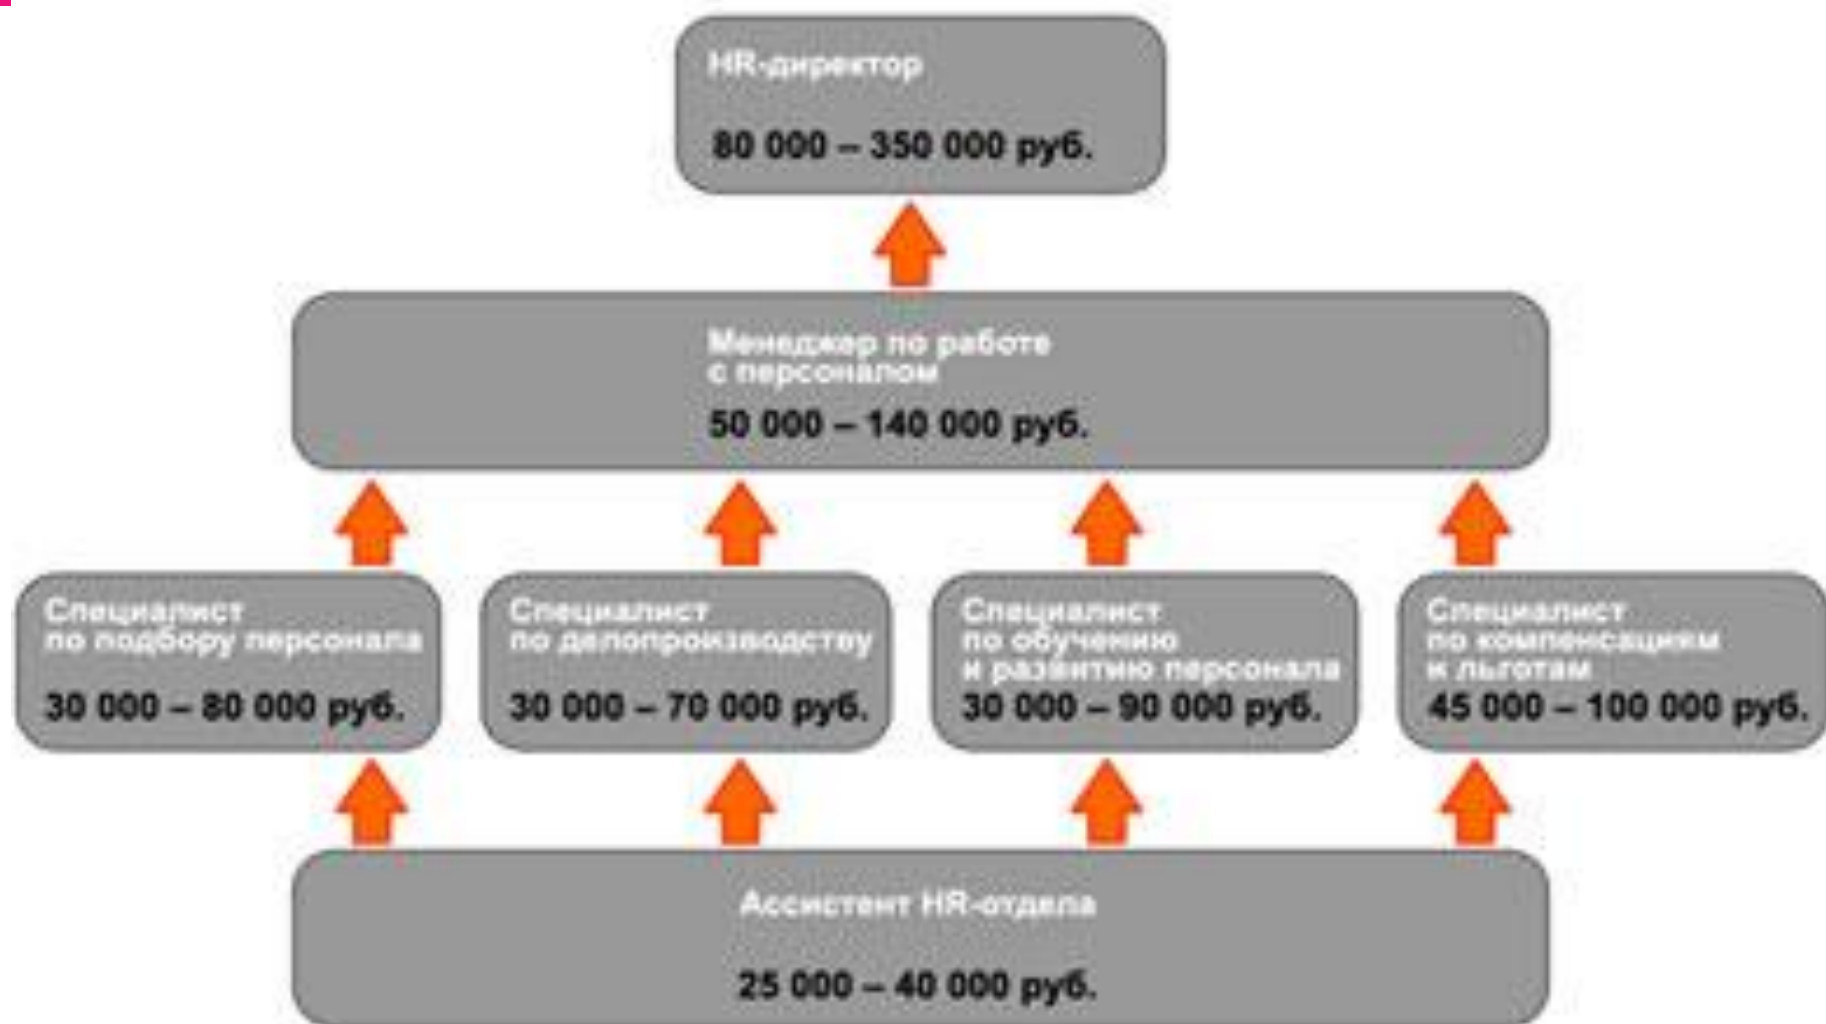 HR-директор
80 000 – 350 000 руб.
Менеджер по работе
с персоналом
50 000 – 140 000 руб.
Специалист
по подбору персонала
30 000 – 80 000 руб.
Специалист
по делопроизводству
30 000 – 70 000 руб.
Специалист
по обучению
и развитию персонала
30 000 – 90 000 руб.
Специалист
по компенсациям
и льготам
45 000 – 100 000 руб.
Ассистент HR-отдела
25 000 – 40 000 руб.